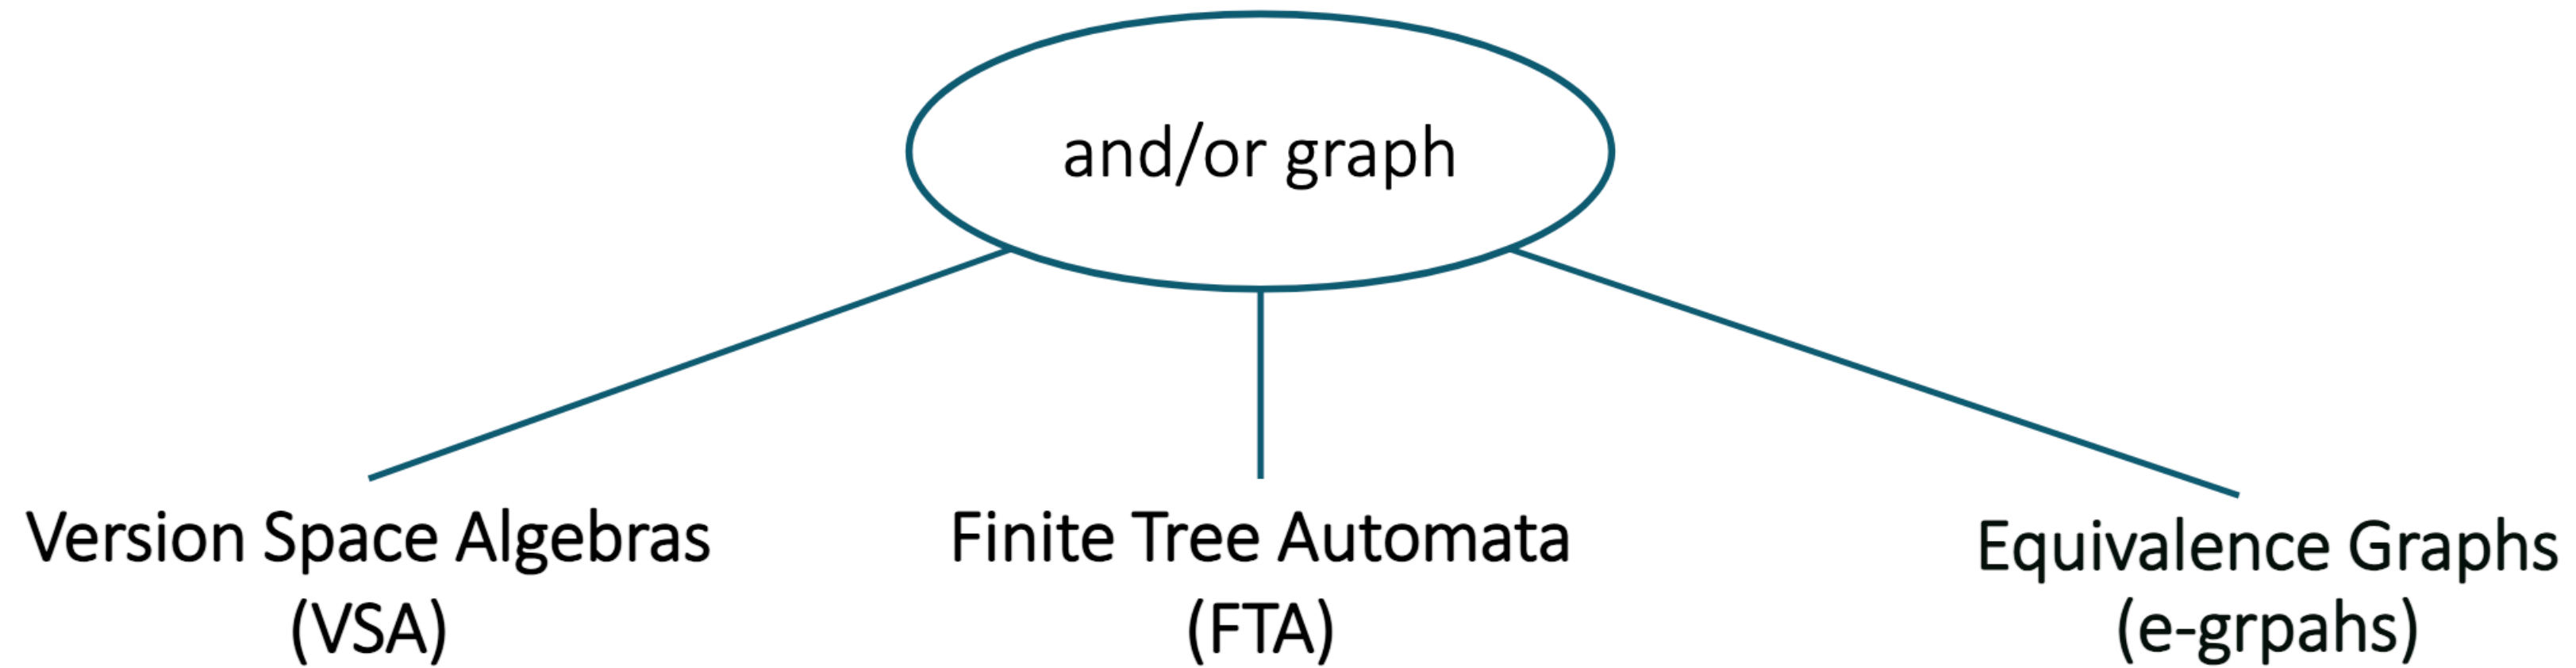 and/or graph
Version Space Algebras
(VSA)
Finite Tree Automata
(FTA)
Equivalence Graphs
(e-grpahs)